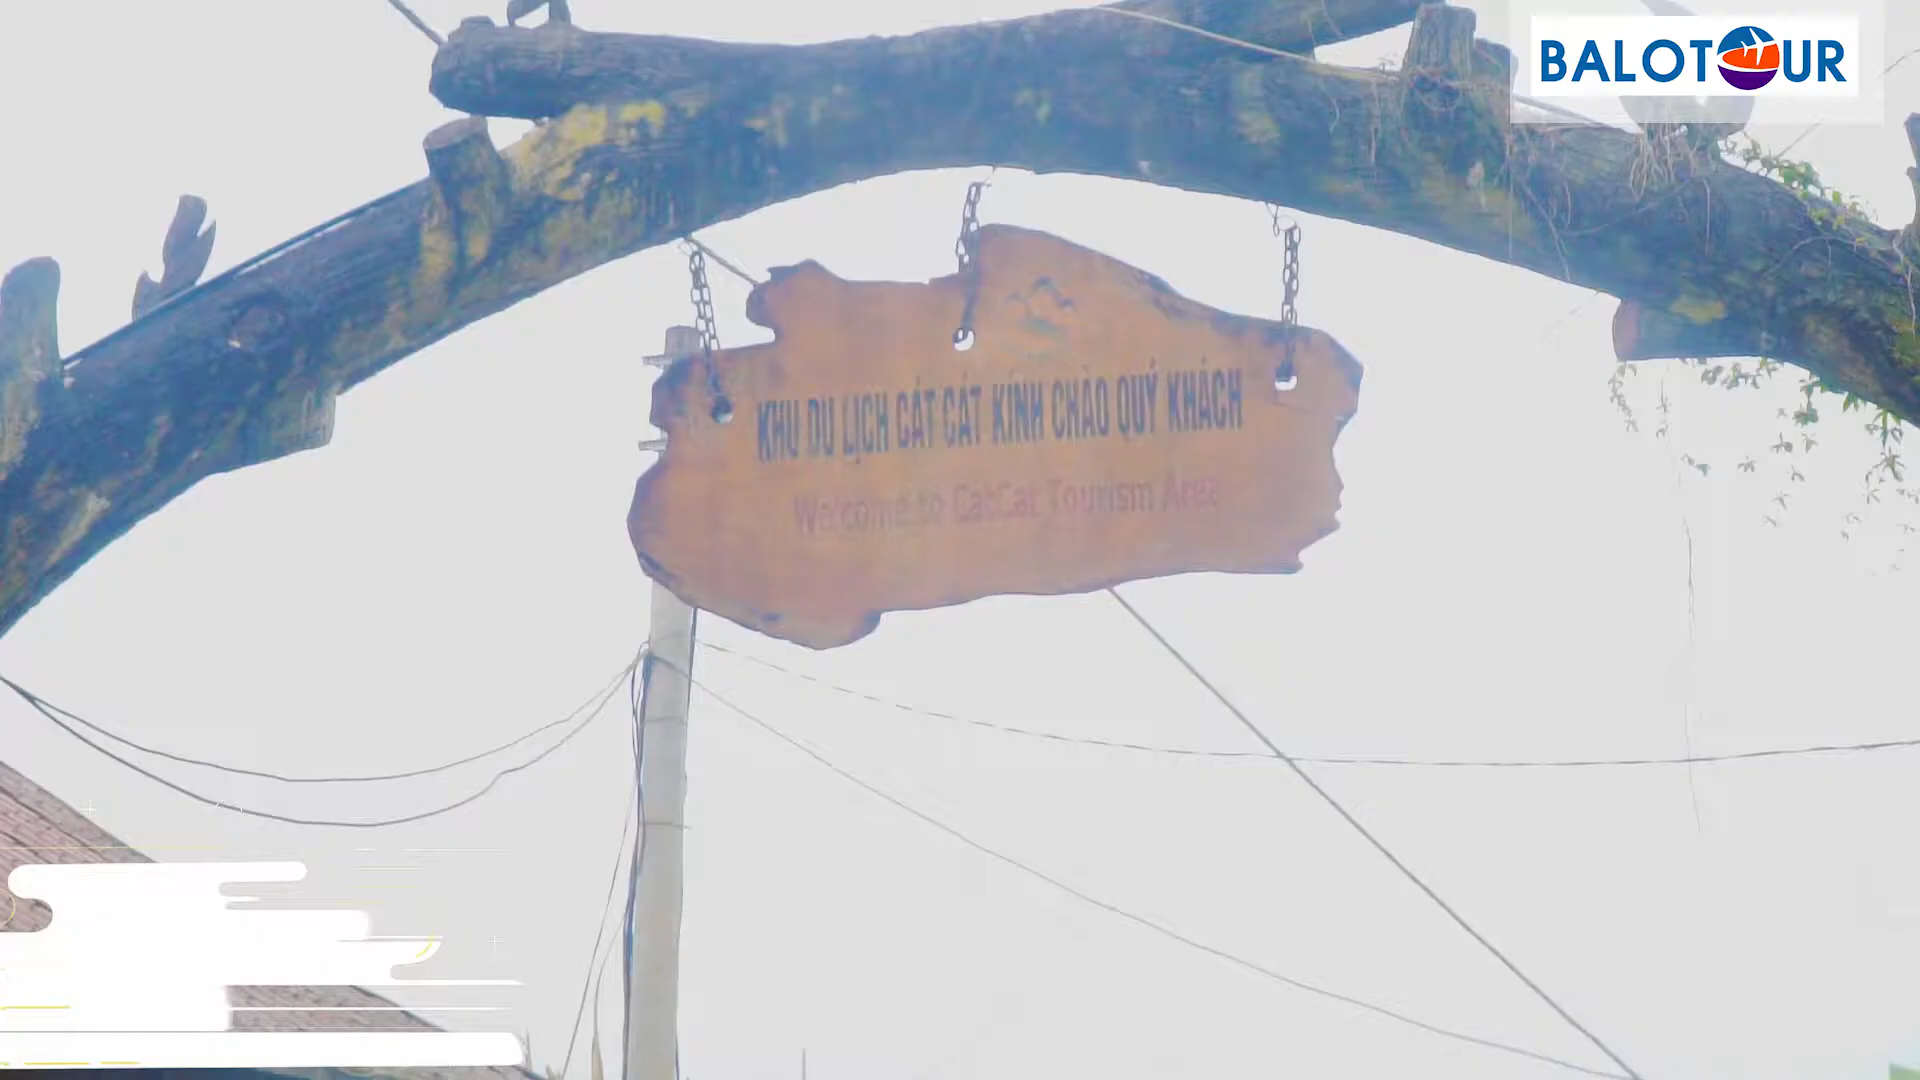 BALOTOUR
KHU DU LỊCH CÁT CÁT KÍNH CHÀO QUÝ KHÁCH
Welcome to CatCat Tourism Area